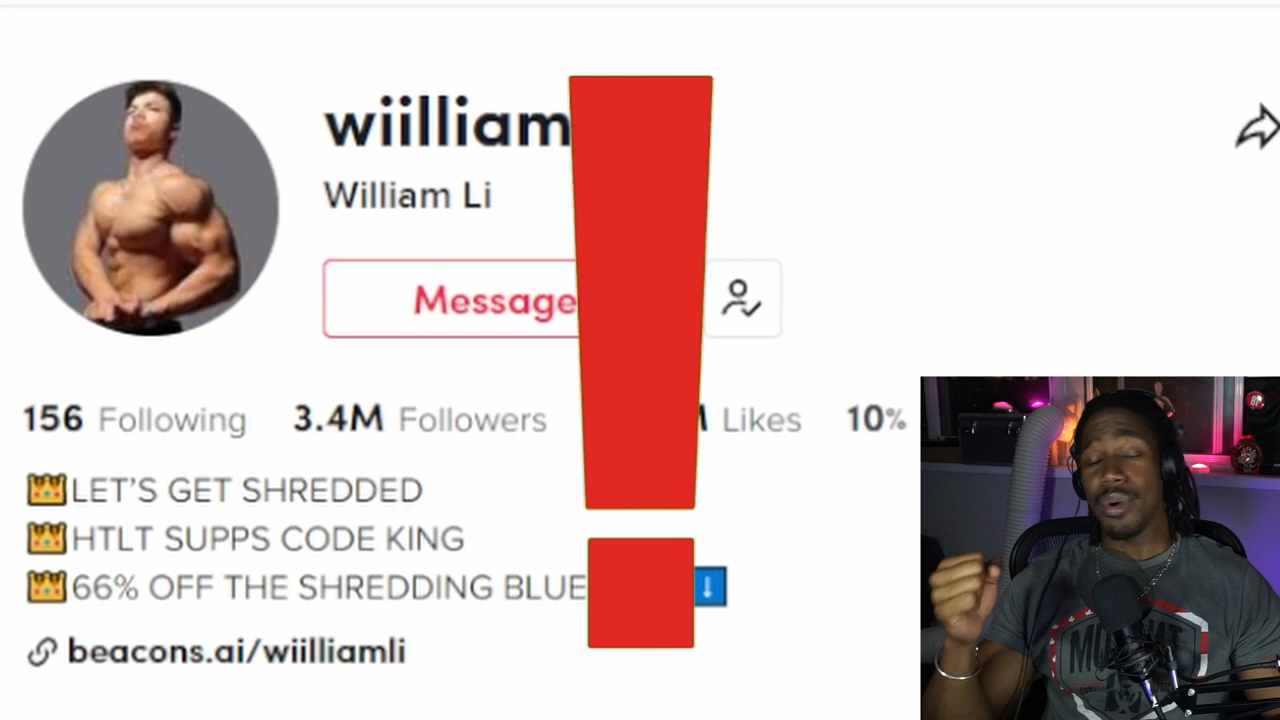 wiilliam
William Li
Message
156 Following 3.4M Followers Likes 10%
👑LET'S GET SHREDDED
👑HTLT SUPPS CODE KING
👑66% OFF THE SHREDDING BLUE ⬇️
beacons.ai/wiilliamli